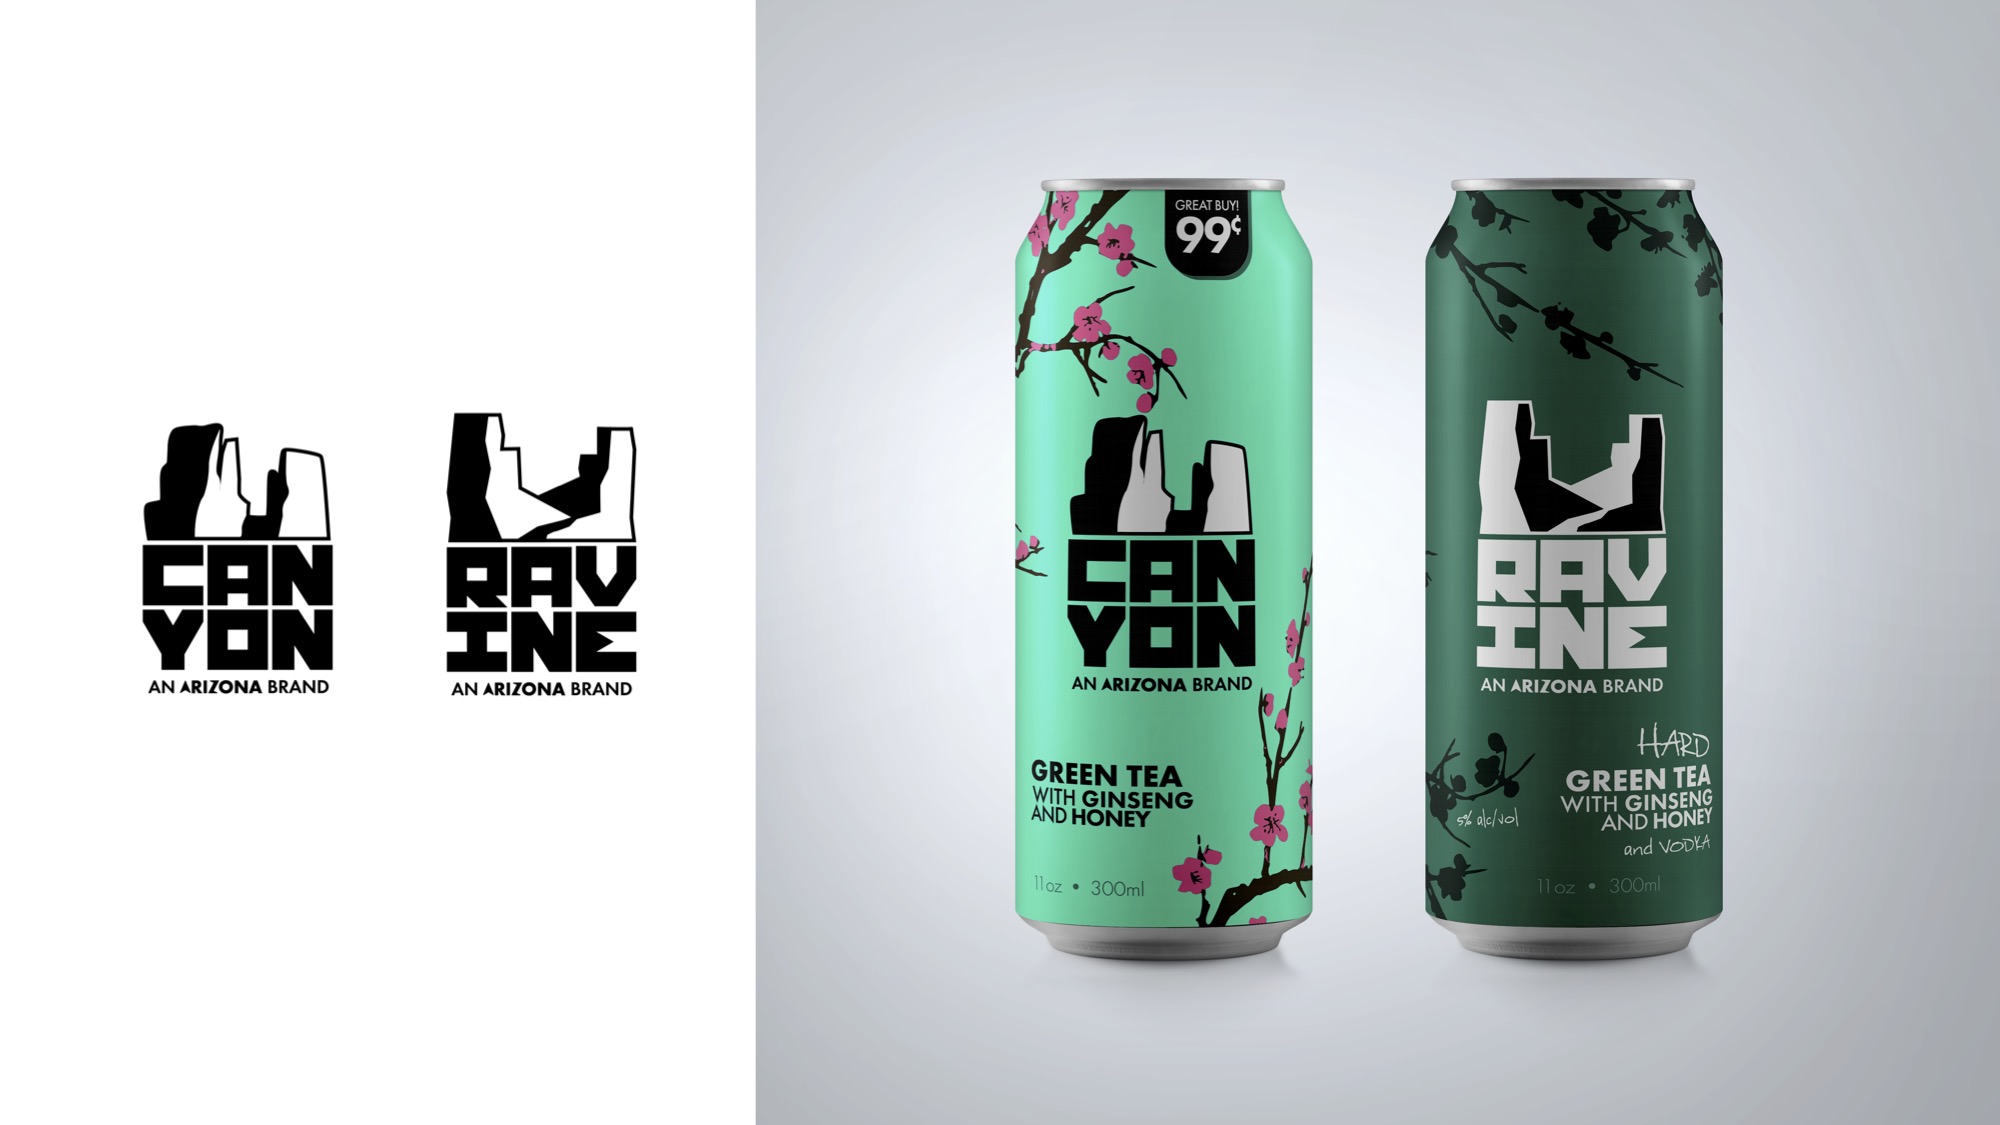 CAN
YON
AN ARIZONA BRAND
RAV
INE
AN ARIZONA BRAND
GREAT BUY!
99¢
CAN
YON
AN ARIZONA BRAND
GREEN TEA
WITH GINSENG
AND HONEY
11oz • 300ml
RAV
INE
AN ARIZONA BRAND
HARD
GREEN TEA
WITH GINSENG
AND HONEY
5% alc/vol
and VODKA
11oz • 300ml